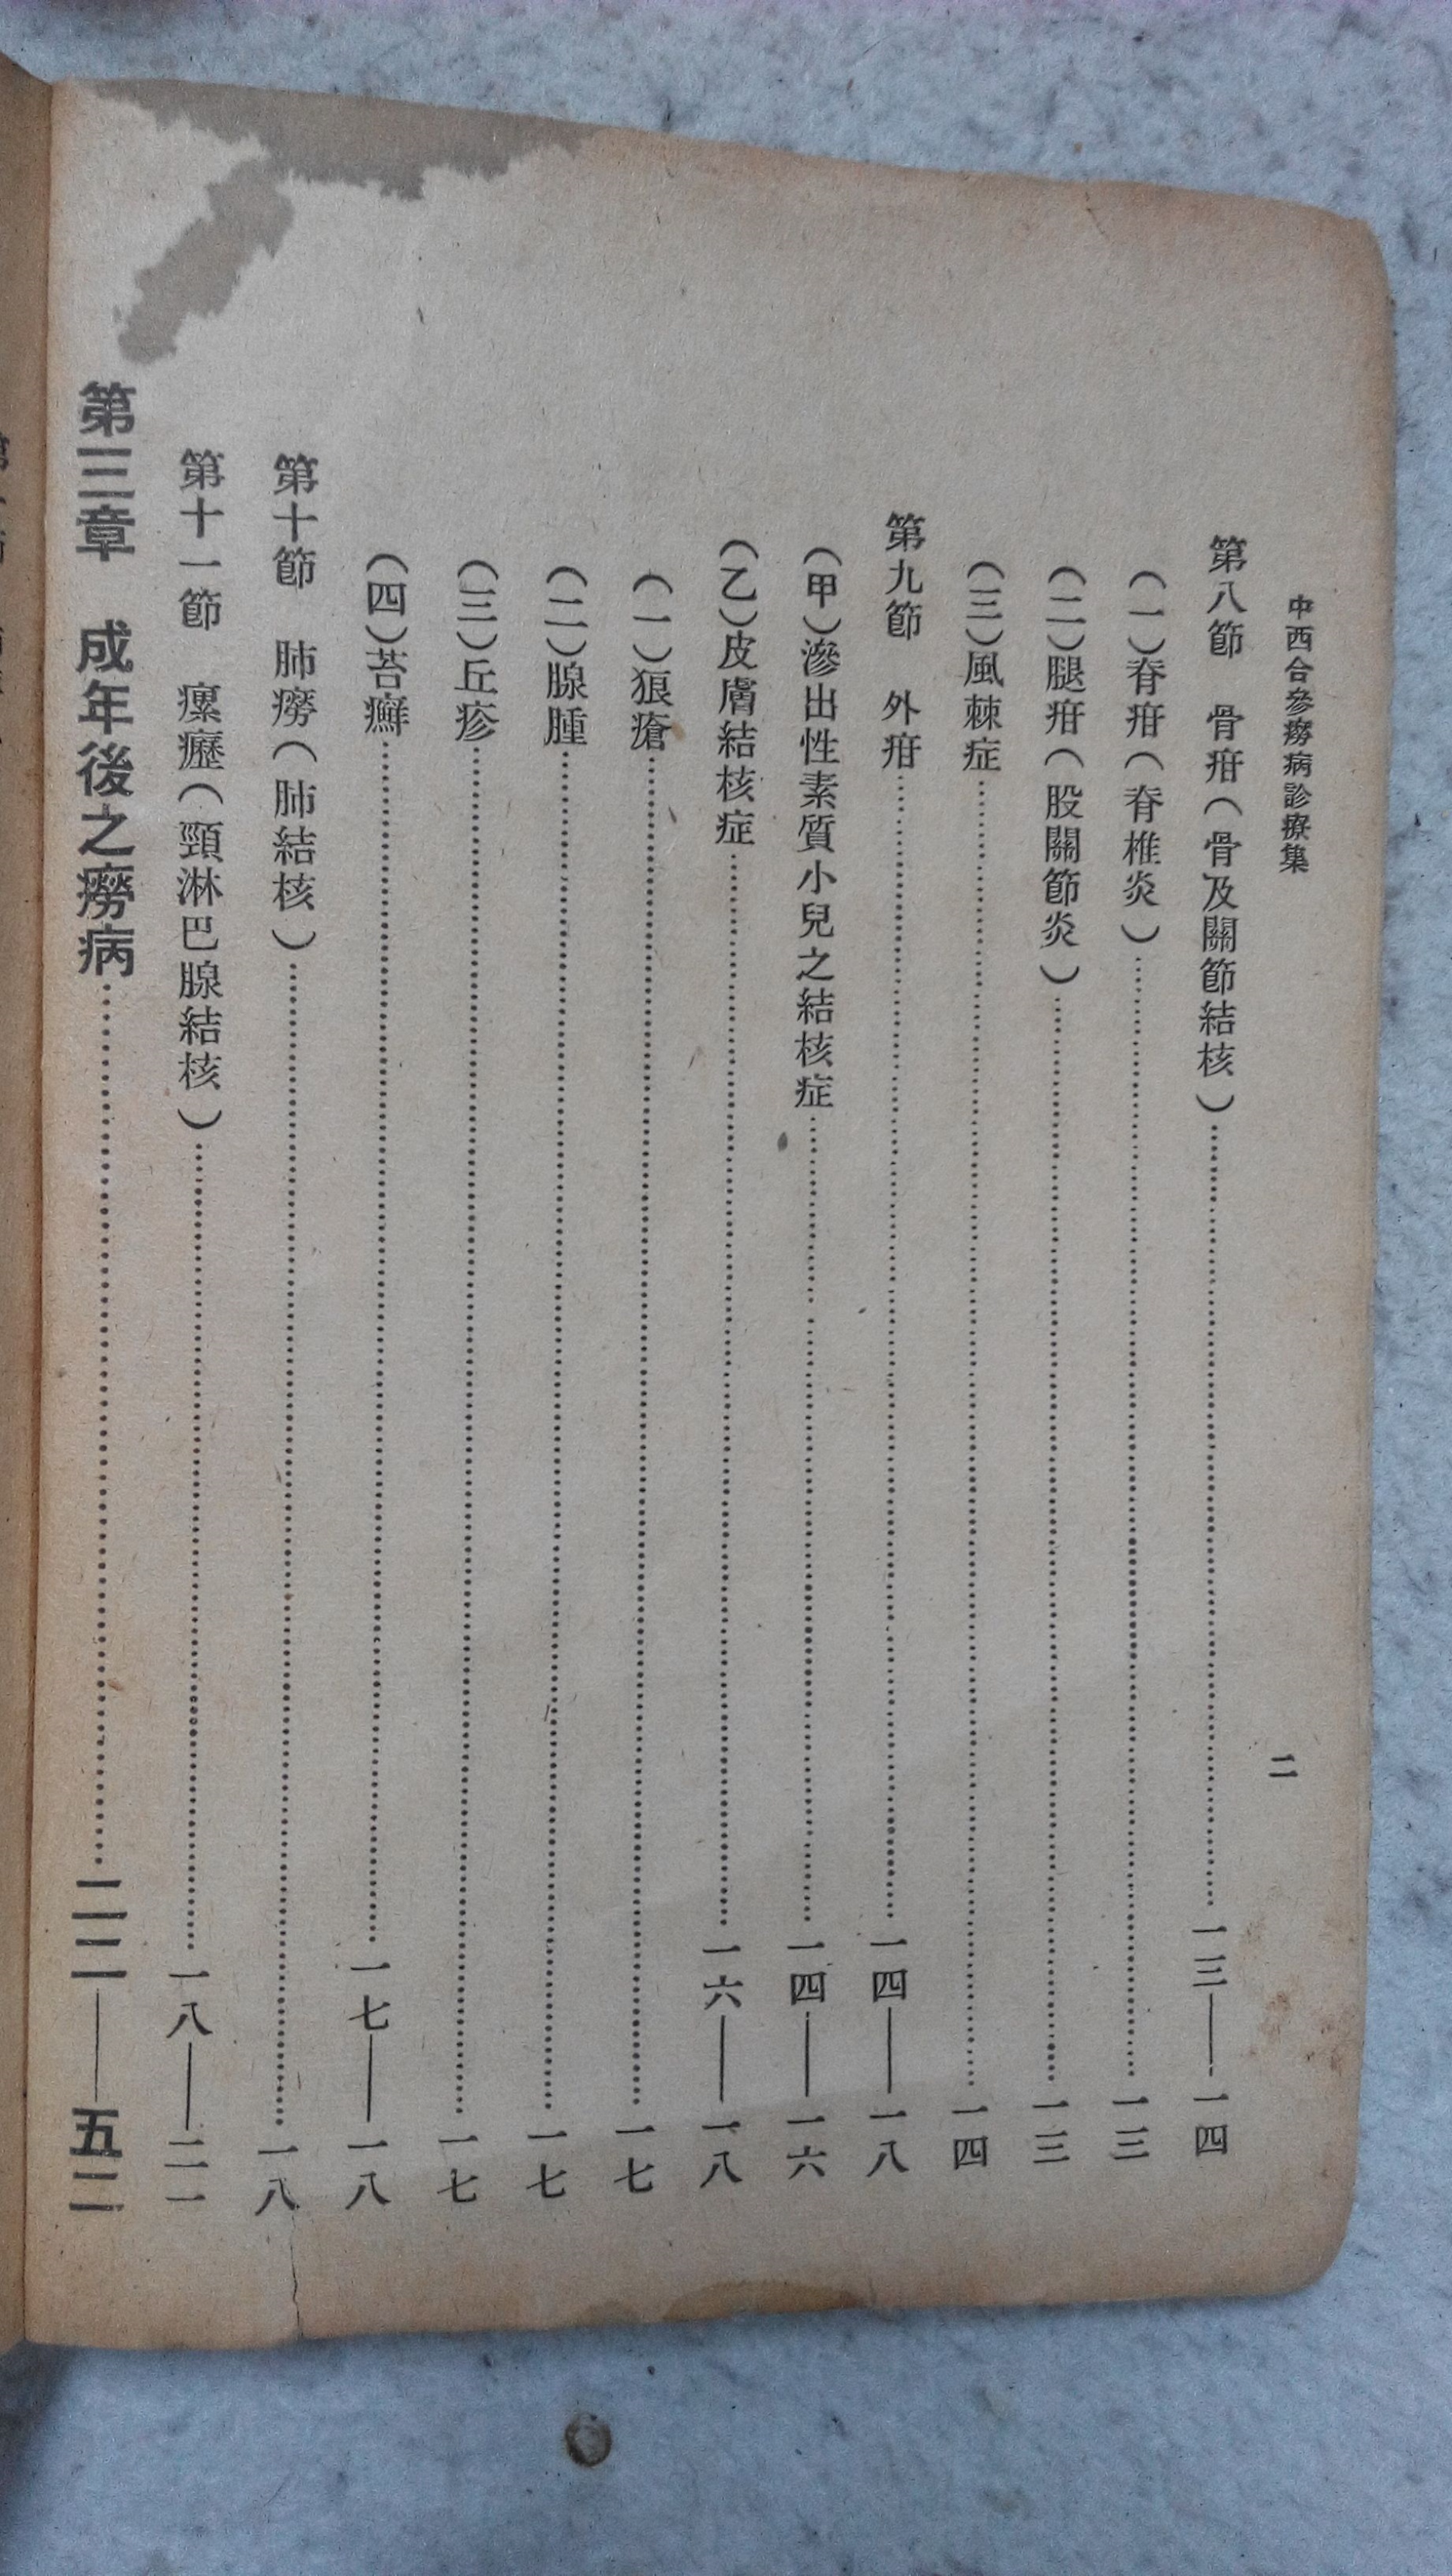 中西合參癆病診療集
二
第八節 骨疳(骨及關節結核)……一三——一四
(一)脊疳(脊椎炎)……一三
(二)腿疳(股關節炎)……一三
(三)風棘症……一四
第九節 外疳……一四——一八
(甲)滲出性素質小兒之結核症……一四——一六
(乙)皮膚結核症……一六——一八
(一)狼瘡……一七
(二)腺腫……一七
(三)丘疹……一七
(四)苔癬……一七——一八
第十節 肺癆(肺結核)……一八
第十一節 瘰癧(頸淋巴腺結核)……一八——二一
第三章 成年後之癆病……二二——五二